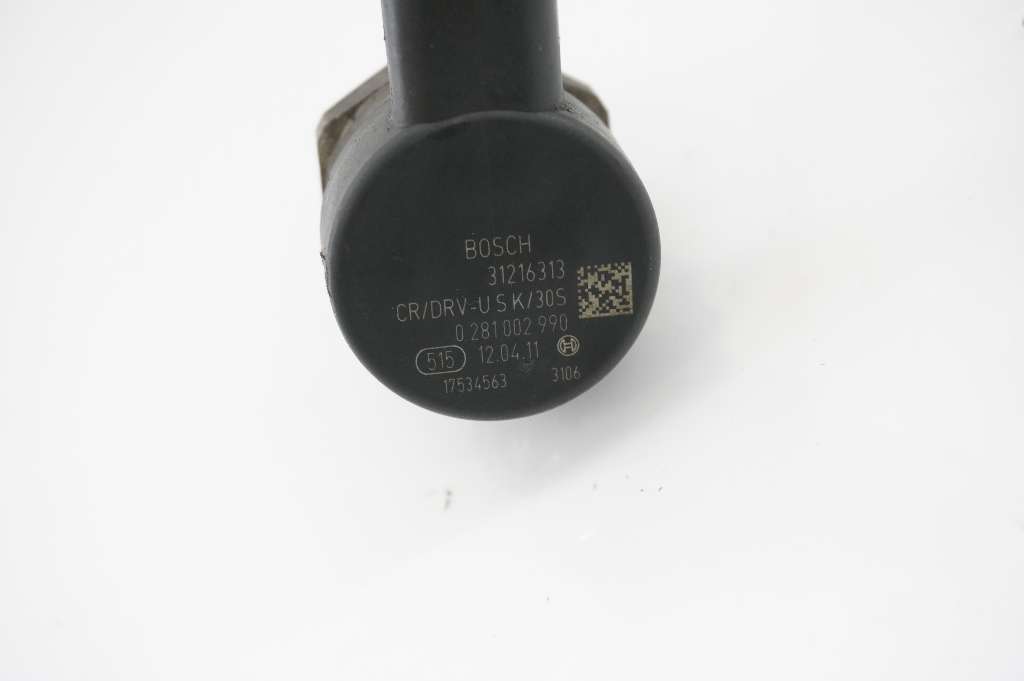 BOSCH
31216313
CR/DRV-U S K/30S
0 281 002 990
515 12.04.11
17534563 3106